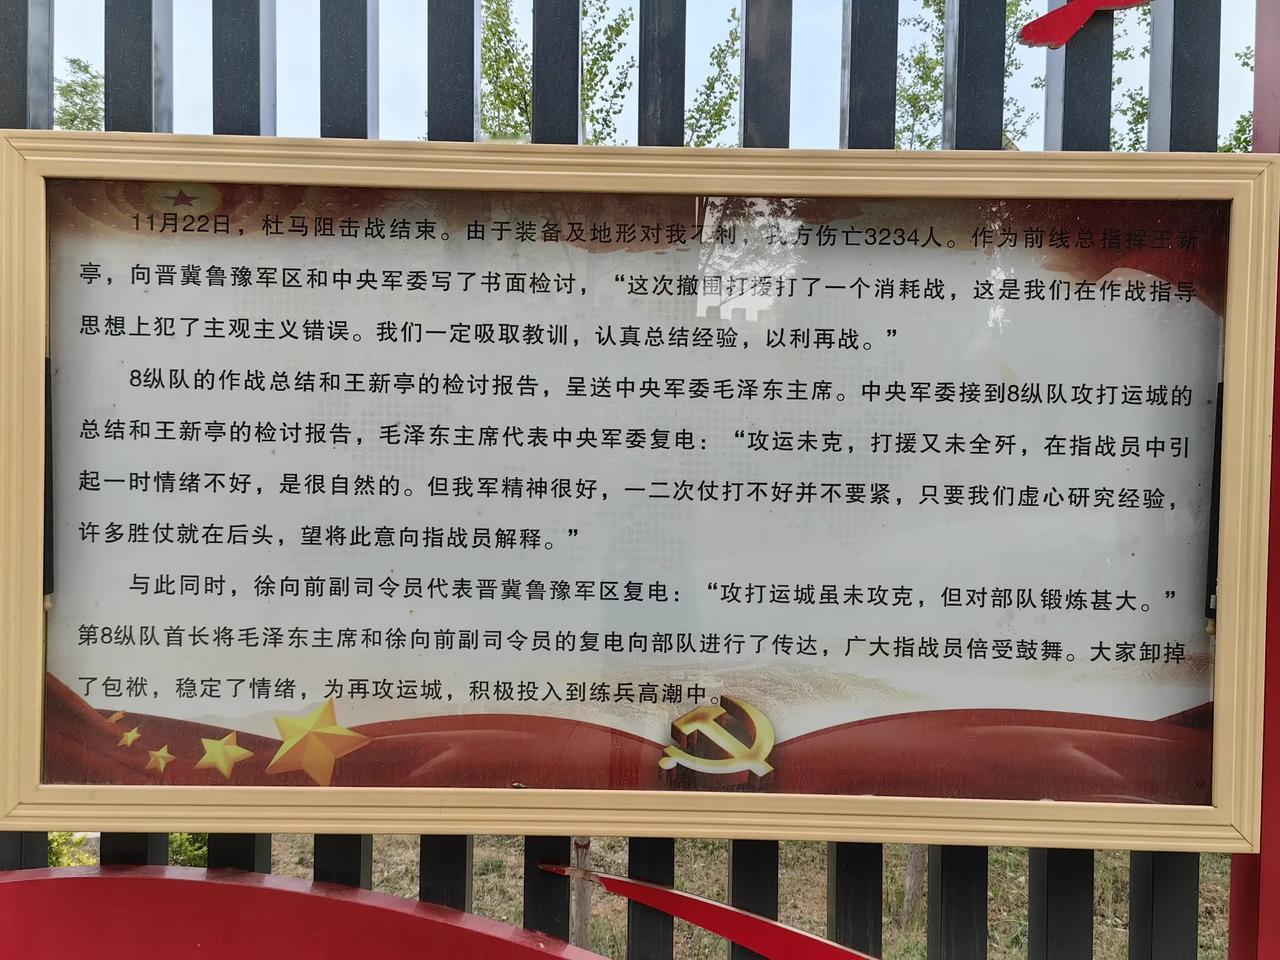 11月22日，杜马阻击战结束。由于装备及地形对我不利，我方伤亡3234人。作为前线总指挥王新
亭，向晋冀鲁豫军区和中央军委写了书面检讨，“这次撤围打援打了一个消耗战，这是我们在作战指导
思想上犯了主观主义错误。我们一定吸取教训，认真总结经验，以利再战。”
8纵队的作战总结和王新亭的检讨报告，呈送中央军委毛泽东主席。中央军委接到8纵队攻打运城的
总结和王新亭的检讨报告，毛泽东主席代表中央军委复电：“攻运未克，打援又未全歼，在指战员中引
起一时情绪不好，是很自然的。但我军精神很好，一二次仗打不好并不要紧，只要我们虚心研究经验，
许多胜仗就在后头，望将此意向指战员解释。”
与此同时，徐向前副司令员代表晋冀鲁豫军区复电：“攻打运城虽未攻克，但对部队锻炼甚大。”
第8纵队首长将毛泽东主席和徐向前副司令员的复电向部队进行了传达，广大指战员倍受鼓舞。大家卸掉
了包袱，稳定了情绪，为再攻运城，积极投入到练兵高潮中。